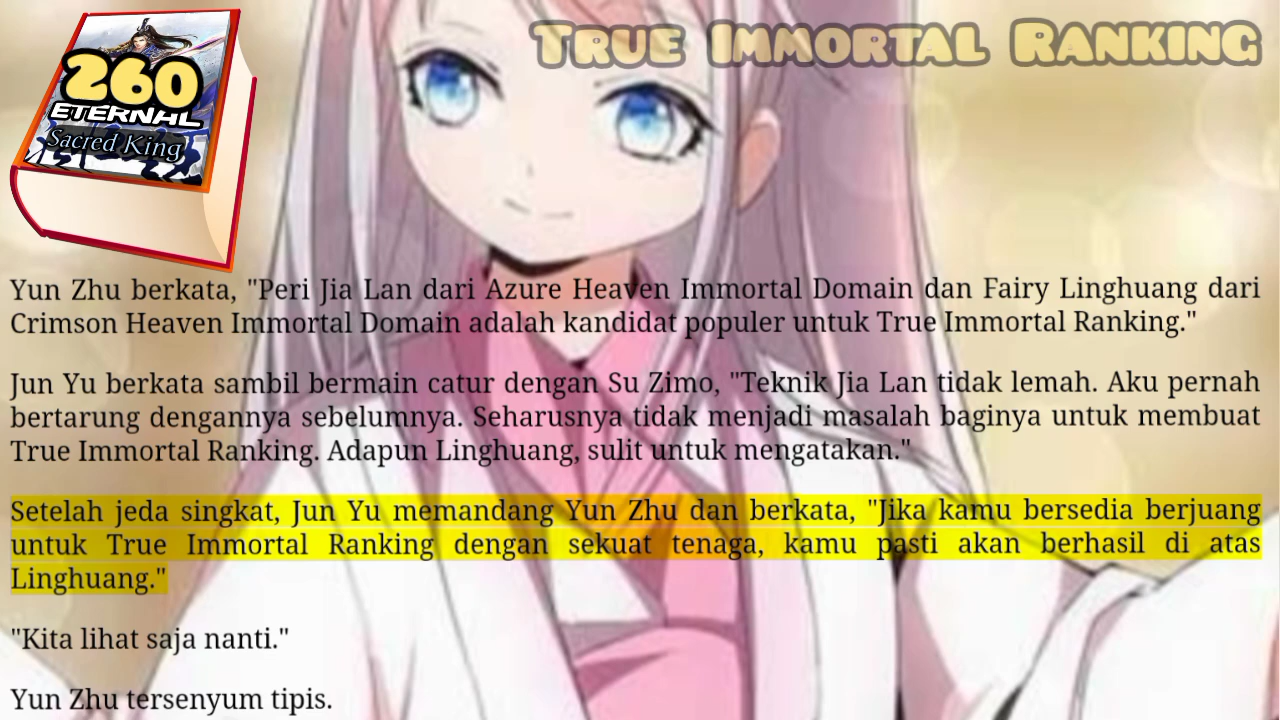 True Immortal Ranking
260
ETERNAL
Sacred King
Yun Zhu berkata, "Peri Jia Lan dari Azure Heaven Immortal Domain dan Fairy Linghuang dari
Crimson Heaven Immortal Domain adalah kandidat populer untuk True Immortal Ranking."
Jun Yu berkata sambil bermain catur dengan Su Zimo, "Teknik Jia Lan tidak lemah. Aku pernah
bertarung dengannya sebelumnya. Seharusnya tidak menjadi masalah baginya untuk membuat
True Immortal Ranking. Adapun Linghuang, sulit untuk mengatakan."
Setelah jeda singkat, Jun Yu memandang Yun Zhu dan berkata, "Jika kamu bersedia berjuang
untuk True Immortal Ranking dengan sekuat tenaga, kamu pasti akan berhasil di atas
Linghuang."
"Kita lihat saja nanti."
Yun Zhu tersenyum tipis.